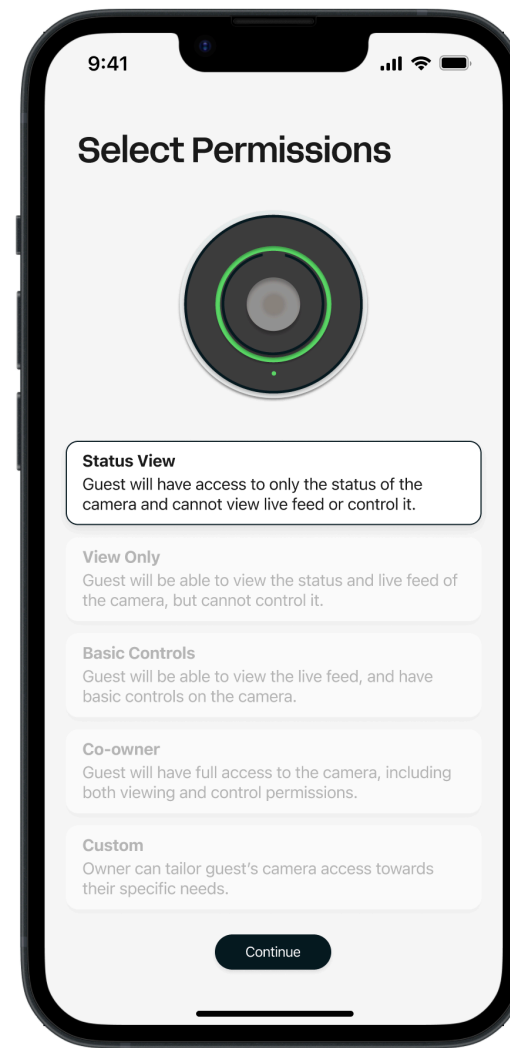 9:41
Select Permissions
Status View
Guest will have access to only the status of the
camera and cannot view live feed or control it.
View Only
Guest will be able to view the status and live feed of
the camera, but cannot control it.
Basic Controls
Guest will be able to view the live feed, and have
basic controls on the camera.
Co-owner
Guest will have full access to the camera, including
both viewing and control permissions.
Custom
Owner can tailor guest’s camera access towards
their specific needs.
Continue